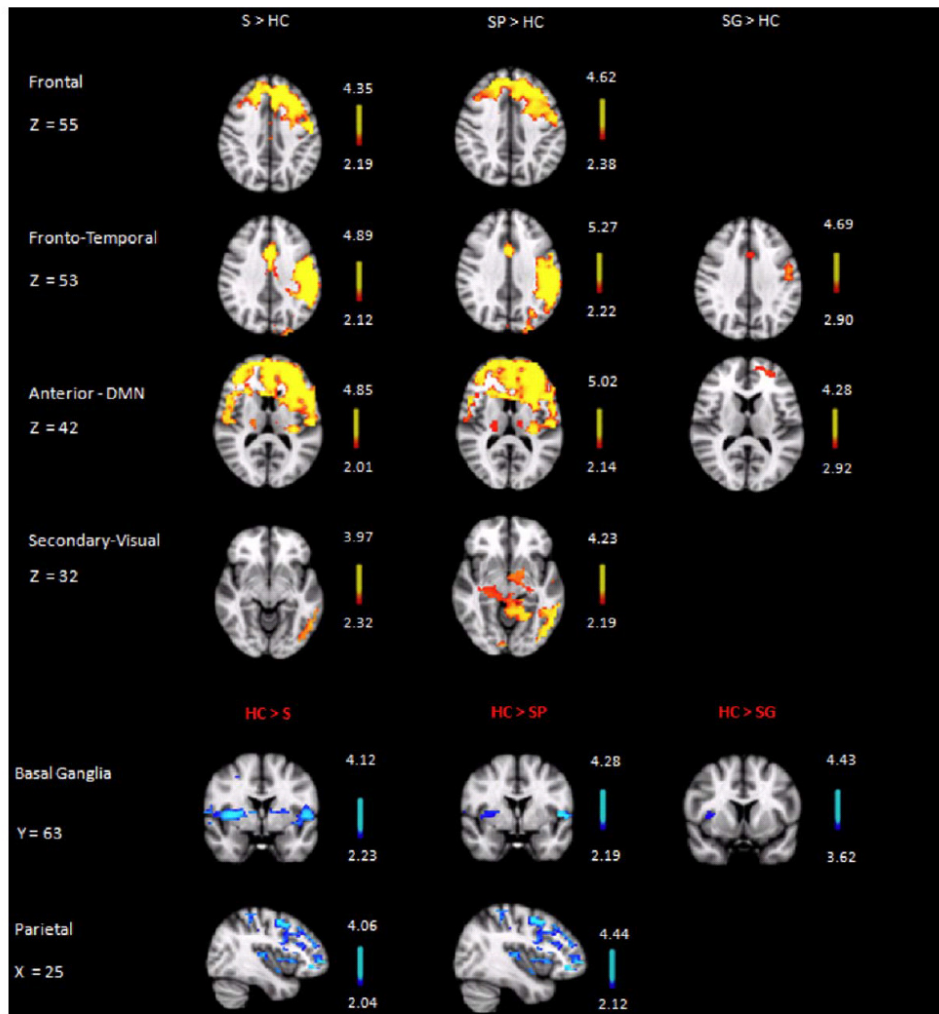 S > HC SP > HC SG > HC
Frontal
Z = 55
4.35
2.19
4.62
2.38
Fronto-Temporal
Z = 53
4.89
2.12
5.27
2.22
4.69
2.90
Anterior - DMN
Z = 42
4.85
2.01
5.02
2.14
4.28
2.92
Secondary-Visual
Z = 32
3.97
2.32
4.23
2.19
HC > S HC > SP HC > SG
Basal Ganglia
Y = 63
4.12
2.23
4.28
2.19
4.43
3.62
Parietal
X = 25
4.06
2.04
4.44
2.12